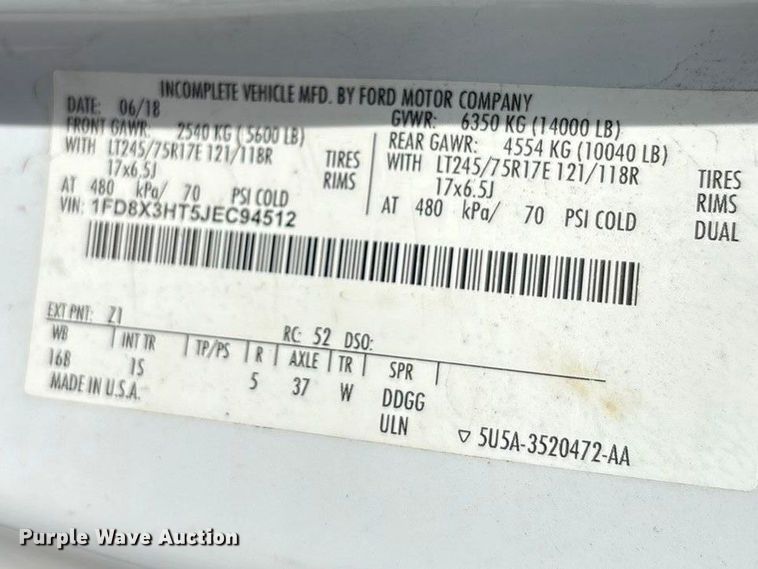 INCOMPLETE VEHICLE MFD. BY FORD MOTOR COMPANY
DATE: 06/18 GVWR: 6350 KG (14000 LB)
FRONT GAWR: 2540 KG (5600 LB) REAR GAWR: 4554 KG (10040 LB)
WITH LT245/75R17E 121/118R TIRES WITH LT245/75R17E 121/118R TIRES
17x6.5J RIMS 17x6.5J RIMS
AT 480 kPa/ 70 PSI COLD AT 480 kPa/ 70 PSI COLD DUAL
VIN: 1FD8X3HT5JEC94512
EXT PNT: Z1 RC: 52 DSO:
WB INT TR TP/PS R AXLE TR SPR
168 15 5 37 W DDGG
MADE IN U.S.A. ULN
5U5A-3520472-AA
Purple Wave Auction